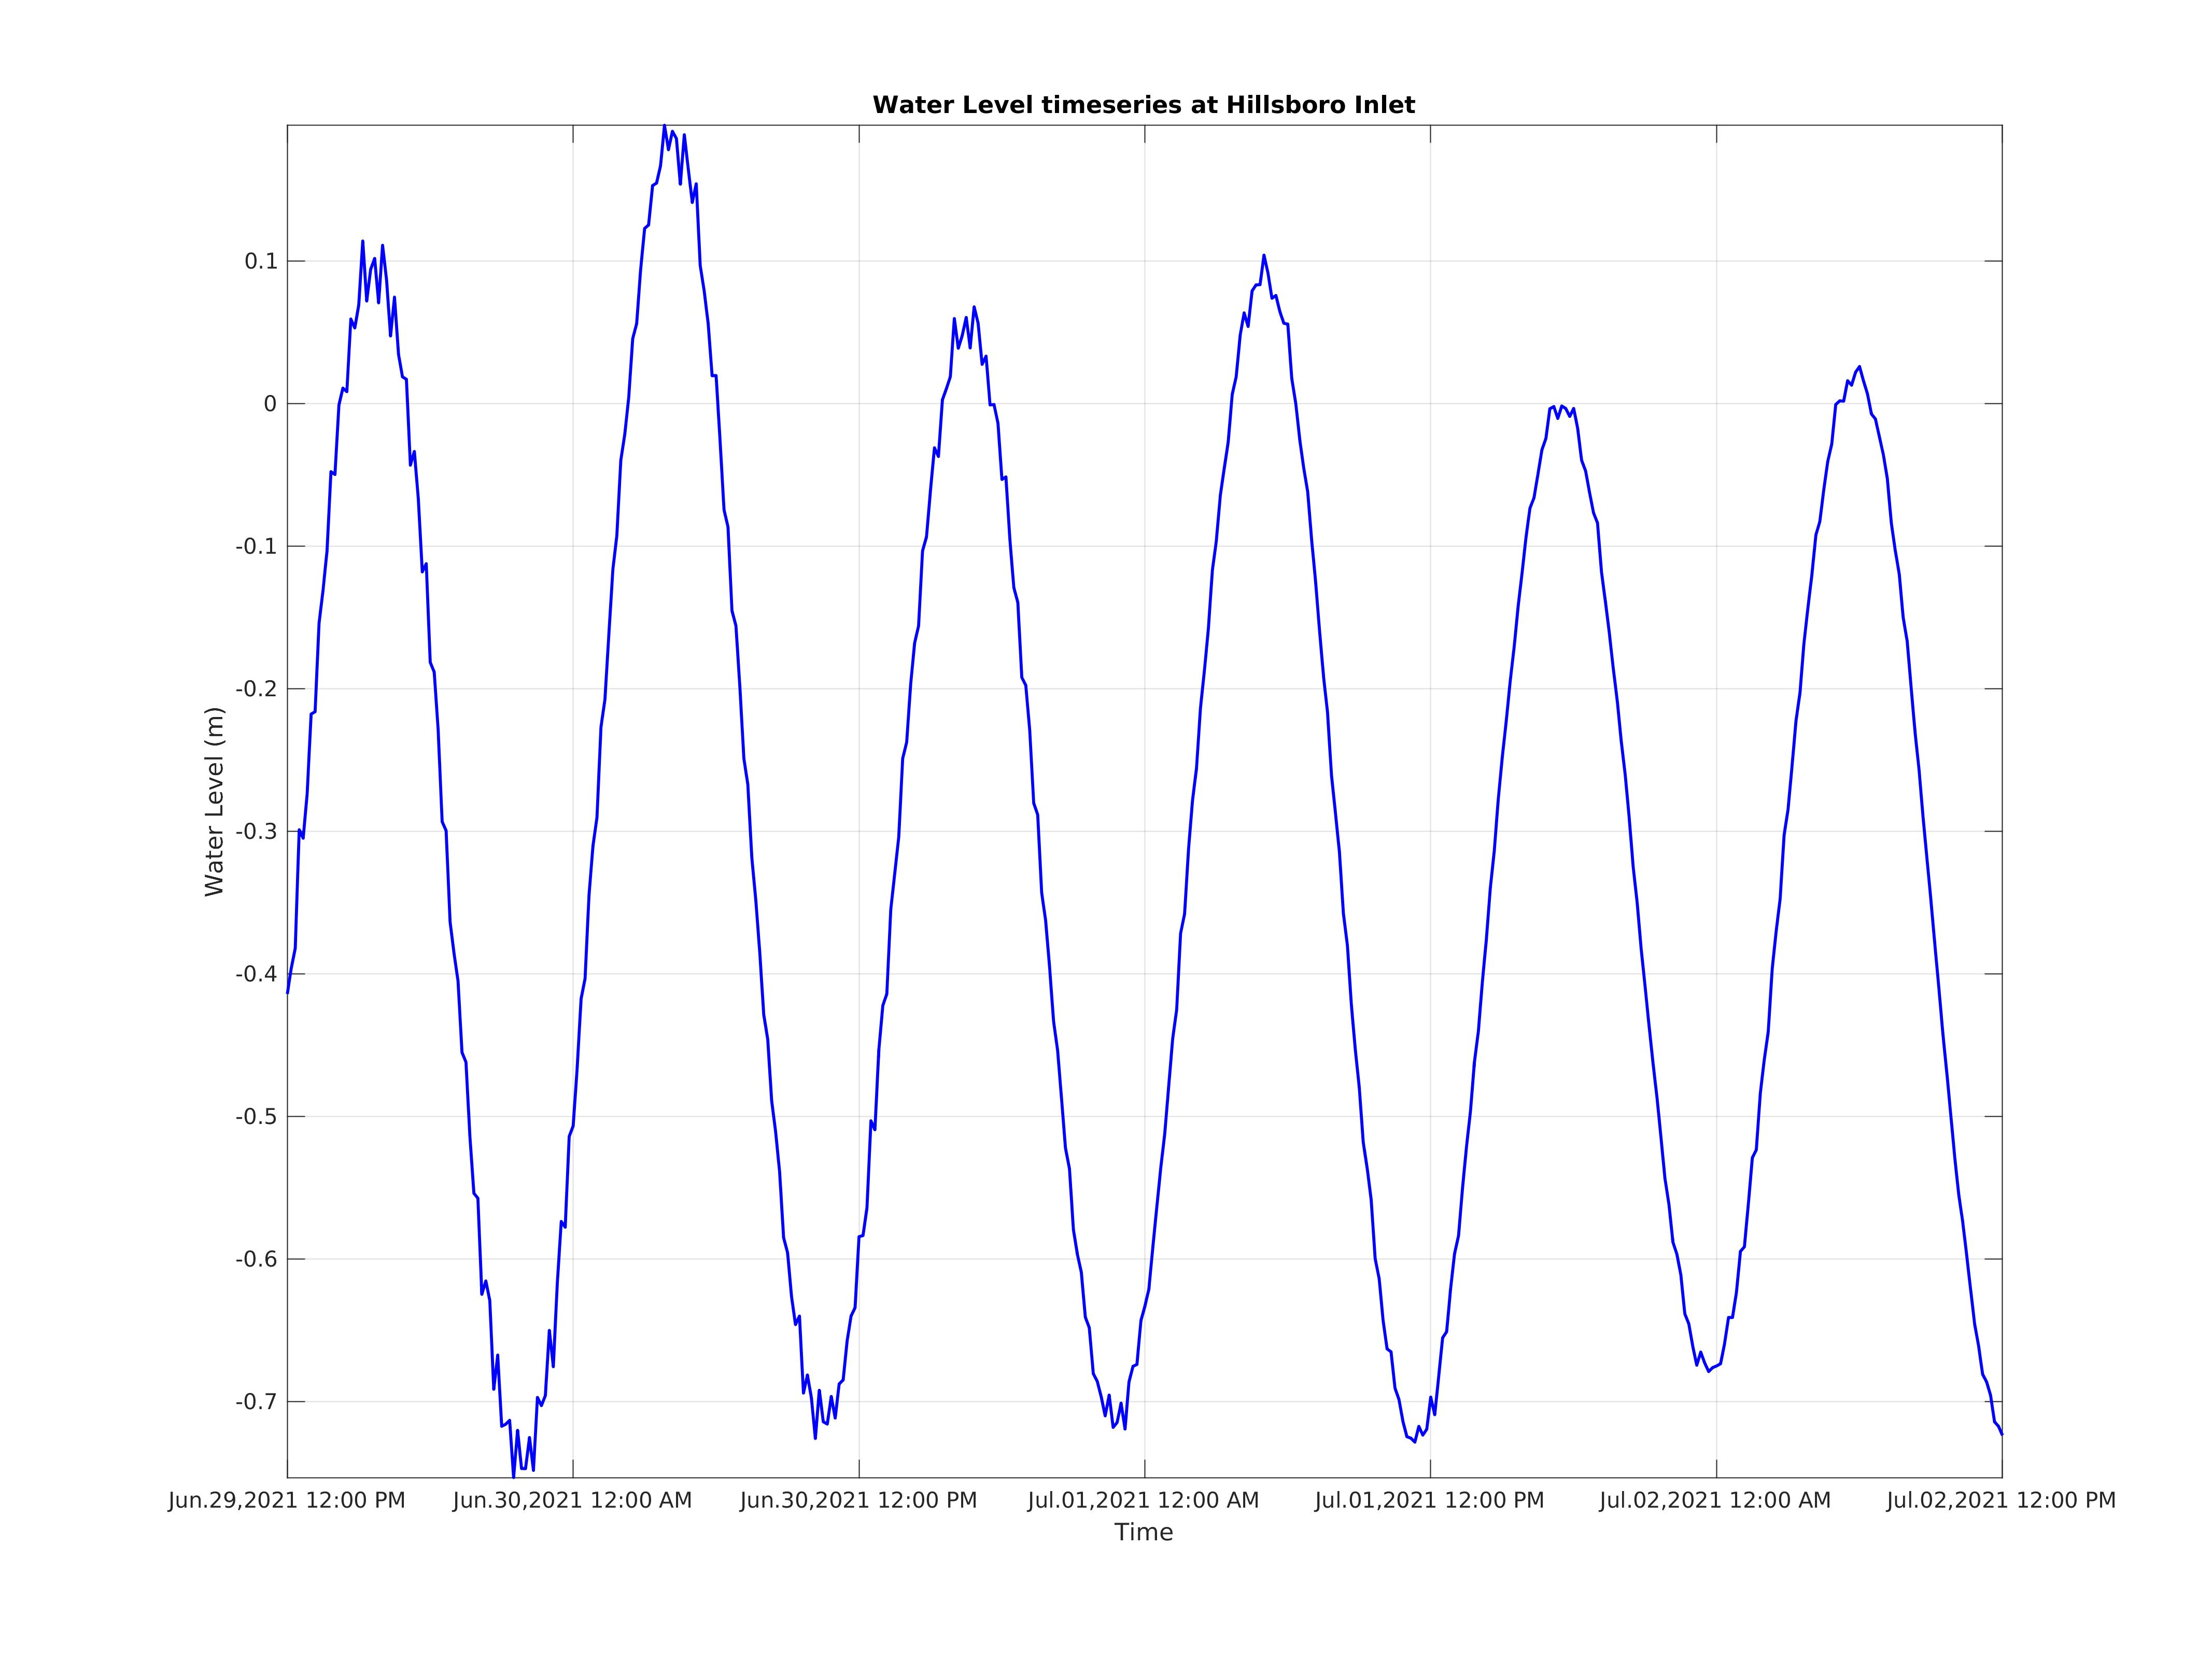 Water Level timeseries at Hillsboro Inlet
0.1
0
-0.1
-0.2
-0.3
-0.4
-0.5
-0.6
-0.7
Water Level (m)
Jun.29,2021 12:00 PM Jun.30,2021 12:00 AM Jun.30,2021 12:00 PM Jul.01,2021 12:00 AM Jul.01,2021 12:00 PM Jul.02,2021 12:00 AM Jul.02,2021 12:00 PM
Time